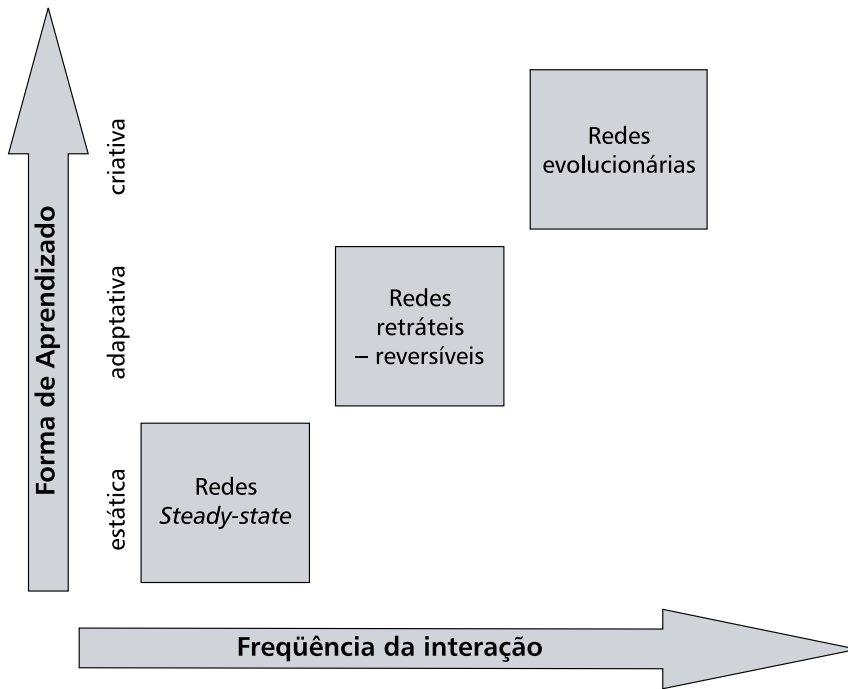 Forma de Aprendizado
criativa
adaptativa
estática
Redes
evolucionárias
Redes
retráteis
– reversíveis
Redes
Steady-state
Freqüência da interação